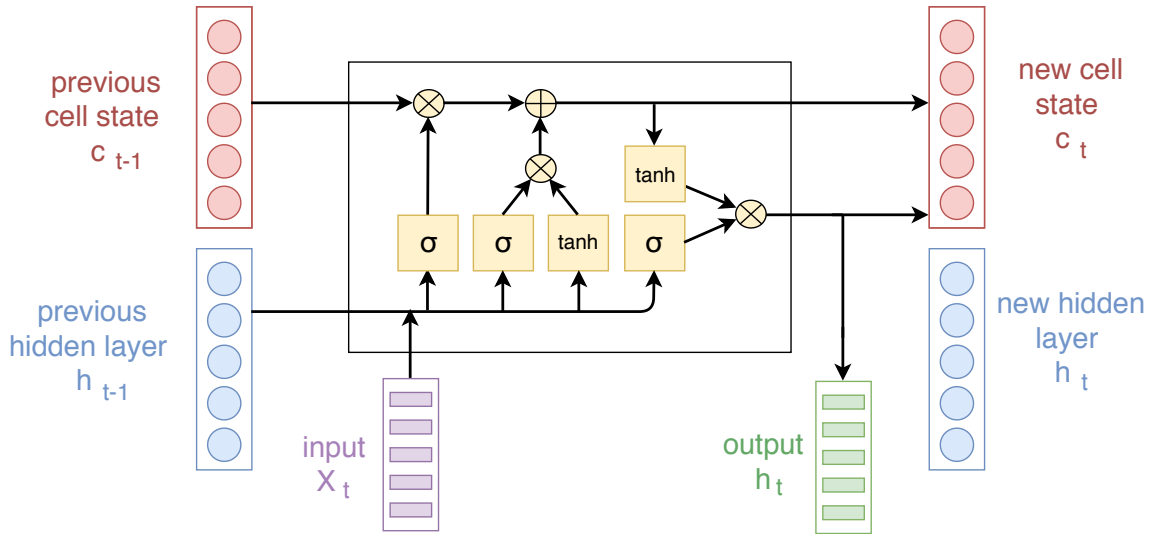 previous
cell state
c t-1
new cell
state
c t
tanh
σ
σ
tanh
σ
previous
hidden layer
h t-1
new hidden
layer
h t
input
X t
output
h t